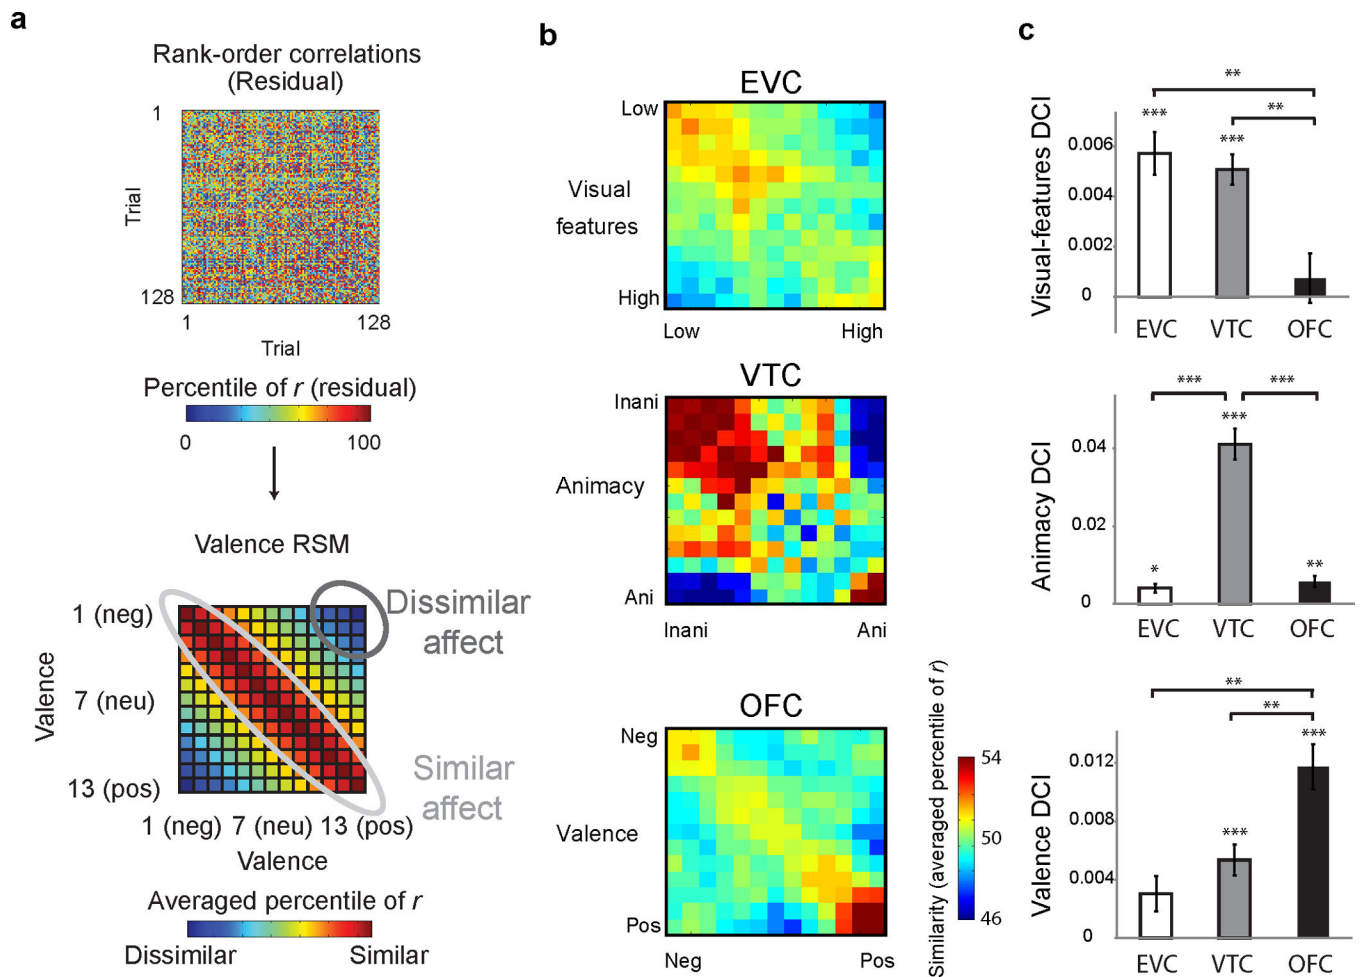 a
Rank-order correlations
(Residual)
1
Trial
128
1
128
Trial
Percentile of r (residual)
0
100
Valence RSM
Dissimilar
affect
1 (neg)
7 (neu)
13 (pos)
Valence
Similar
affect
1 (neg) 7 (neu) 13 (pos)
Valence
Averaged percentile of r
Dissimilar
Similar
b
EVC
Low
Visual
features
High
Low
High
VTC
Inani
Animacy
Ani
Inani
Ani
OFC
Neg
Valence
Pos
Neg
Pos
Similarity (averaged percentile of r)
54
50
46
c
Visual-features DCI
0.006
0.004
0.002
0
**
**
***
***
EVC
VTC
OFC
Animacy DCI
0.04
0.02
0
***
***
***
*
**
EVC
VTC
OFC
Valence DCI
0.012
0.008
0.004
0
**
**
***
***
EVC
VTC
OFC